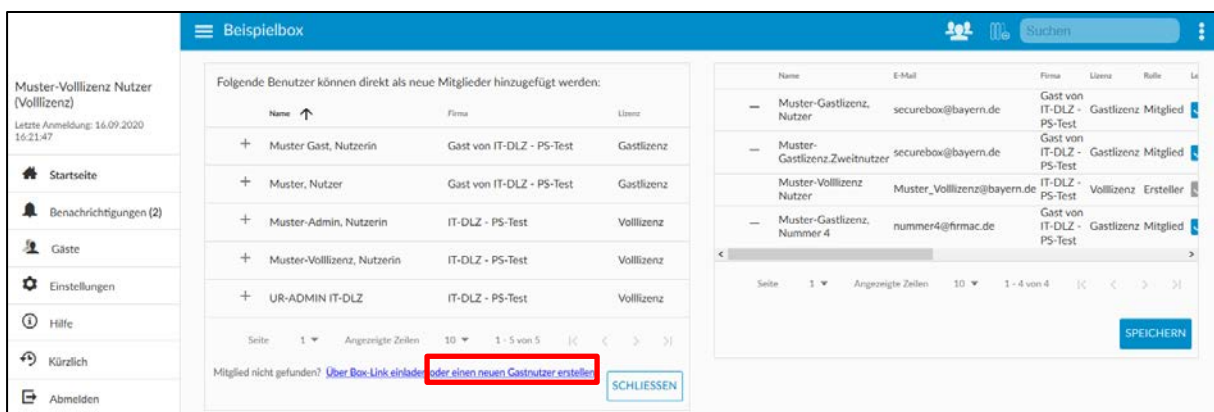 Beispielbox
Suchen
Muster-Volllizenz Nutzer
(Volllizenz)
Letzte Anmeldung: 16.09.2020
16:21:47
Startseite
Benachrichtigungen (2)
Gäste
Einstellungen
Hilfe
Kürzlich
Abmelden
Folgende Benutzer können direkt als neue Mitglieder hinzugefügt werden:
Name Firma Lizenz
+ Muster Gast, Nutzerin Gast von IT-DLZ - PS-Test Gastlizenz
+ Muster, Nutzer Gast von IT-DLZ - PS-Test Gastlizenz
+ Muster-Admin, Nutzerin IT-DLZ - PS-Test Volllizenz
+ Muster-Volllizenz, Nutzerin IT-DLZ - PS-Test Volllizenz
+ UR-ADMIN IT-DLZ IT-DLZ - PS-Test Volllizenz
Seite 1 Angezeigte Zeilen 10 1 - 5 von 5
Mitglied nicht gefunden? Über Box-Link einladen oder einen neuen Gastnutzer erstellen
SCHLIESSEN
Name E-Mail Firma Lizenz Rolle Le
Gast von
Muster-Gastlizenz, securebox@bayern.de IT-DLZ - Gastlizenz Mitglied
Nutzer PS-Test
Gast von
Muster- securebox@bayern.de IT-DLZ - Gastlizenz Mitglied
Gastlizenz.Zweitnutzer PS-Test
Muster-Volllizenz Muster_Volllizenz@bayern.de IT-DLZ - Volllizenz Ersteller
Nutzer PS-Test
Gast von
Muster-Gastlizenz, nummer4@firmac.de IT-DLZ - Gastlizenz Mitglied
Nummer 4 PS-Test
Seite 1 Angezeigte Zeilen 10 1 - 4 von 4
SPEICHERN